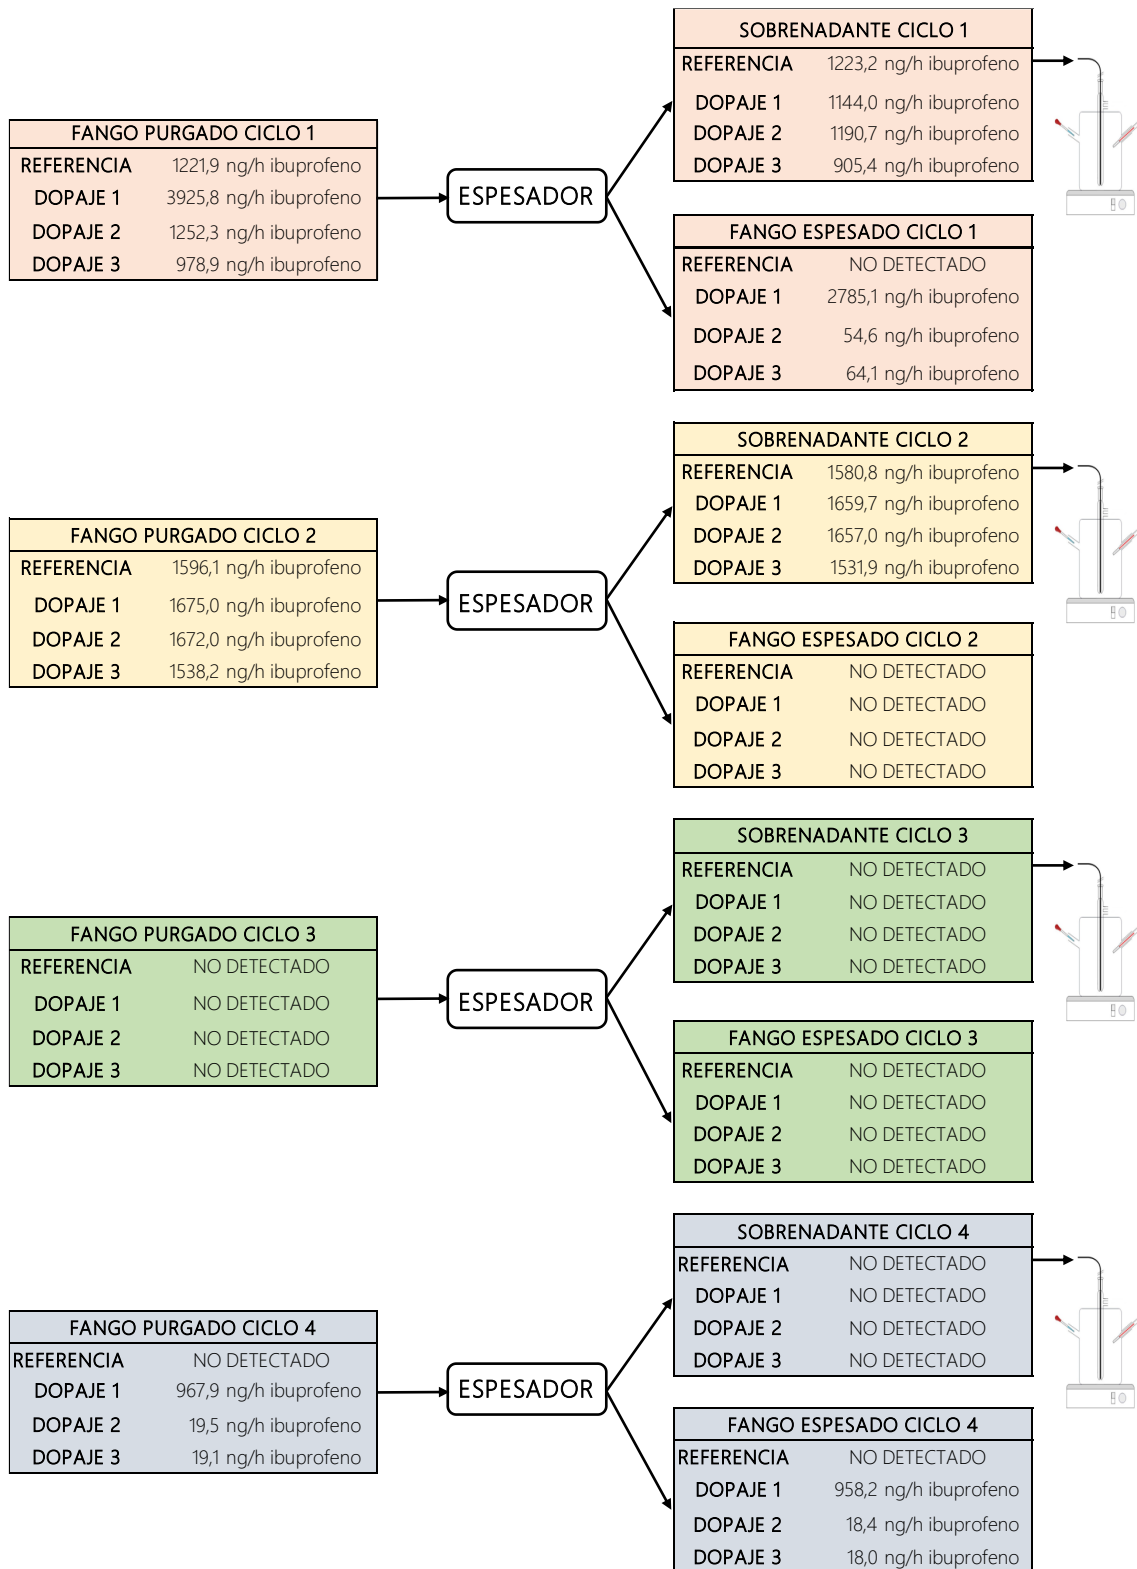 SOBRENADANTE CICLO 1
REFERENCIA 1223,2 ng/h ibuprofeno
DOPAJE 1 1144,0 ng/h ibuprofeno
DOPAJE 2 1190,7 ng/h ibuprofeno
DOPAJE 3 905,4 ng/h ibuprofeno
FANGO PURGADO CICLO 1
REFERENCIA 1221,9 ng/h ibuprofeno
DOPAJE 1 3925,8 ng/h ibuprofeno
DOPAJE 2 1252,3 ng/h ibuprofeno
DOPAJE 3 978,9 ng/h ibuprofeno
ESPESADOR
FANGO ESPESADO CICLO 1
REFERENCIA NO DETECTADO
DOPAJE 1 2785,1 ng/h ibuprofeno
DOPAJE 2 54,6 ng/h ibuprofeno
DOPAJE 3 64,1 ng/h ibuprofeno
SOBRENADANTE CICLO 2
REFERENCIA 1580,8 ng/h ibuprofeno
DOPAJE 1 1659,7 ng/h ibuprofeno
DOPAJE 2 1657,0 ng/h ibuprofeno
DOPAJE 3 1531,9 ng/h ibuprofeno
FANGO PURGADO CICLO 2
REFERENCIA 1596,1 ng/h ibuprofeno
DOPAJE 1 1675,0 ng/h ibuprofeno
DOPAJE 2 1672,0 ng/h ibuprofeno
DOPAJE 3 1538,2 ng/h ibuprofeno
ESPESADOR
FANGO ESPESADO CICLO 2
REFERENCIA NO DETECTADO
DOPAJE 1 NO DETECTADO
DOPAJE 2 NO DETECTADO
DOPAJE 3 NO DETECTADO
SOBRENADANTE CICLO 3
REFERENCIA NO DETECTADO
DOPAJE 1 NO DETECTADO
DOPAJE 2 NO DETECTADO
DOPAJE 3 NO DETECTADO
FANGO PURGADO CICLO 3
REFERENCIA NO DETECTADO
DOPAJE 1 NO DETECTADO
DOPAJE 2 NO DETECTADO
DOPAJE 3 NO DETECTADO
ESPESADOR
FANGO ESPESADO CICLO 3
REFERENCIA NO DETECTADO
DOPAJE 1 NO DETECTADO
DOPAJE 2 NO DETECTADO
DOPAJE 3 NO DETECTADO
SOBRENADANTE CICLO 4
REFERENCIA NO DETECTADO
DOPAJE 1 NO DETECTADO
DOPAJE 2 NO DETECTADO
DOPAJE 3 NO DETECTADO
FANGO PURGADO CICLO 4
REFERENCIA NO DETECTADO
DOPAJE 1 967,9 ng/h ibuprofeno
DOPAJE 2 19,5 ng/h ibuprofeno
DOPAJE 3 19,1 ng/h ibuprofeno
ESPESADOR
FANGO ESPESADO CICLO 4
REFERENCIA NO DETECTADO
DOPAJE 1 958,2 ng/h ibuprofeno
DOPAJE 2 18,4 ng/h ibuprofeno
DOPAJE 3 18,0 ng/h ibuprofeno